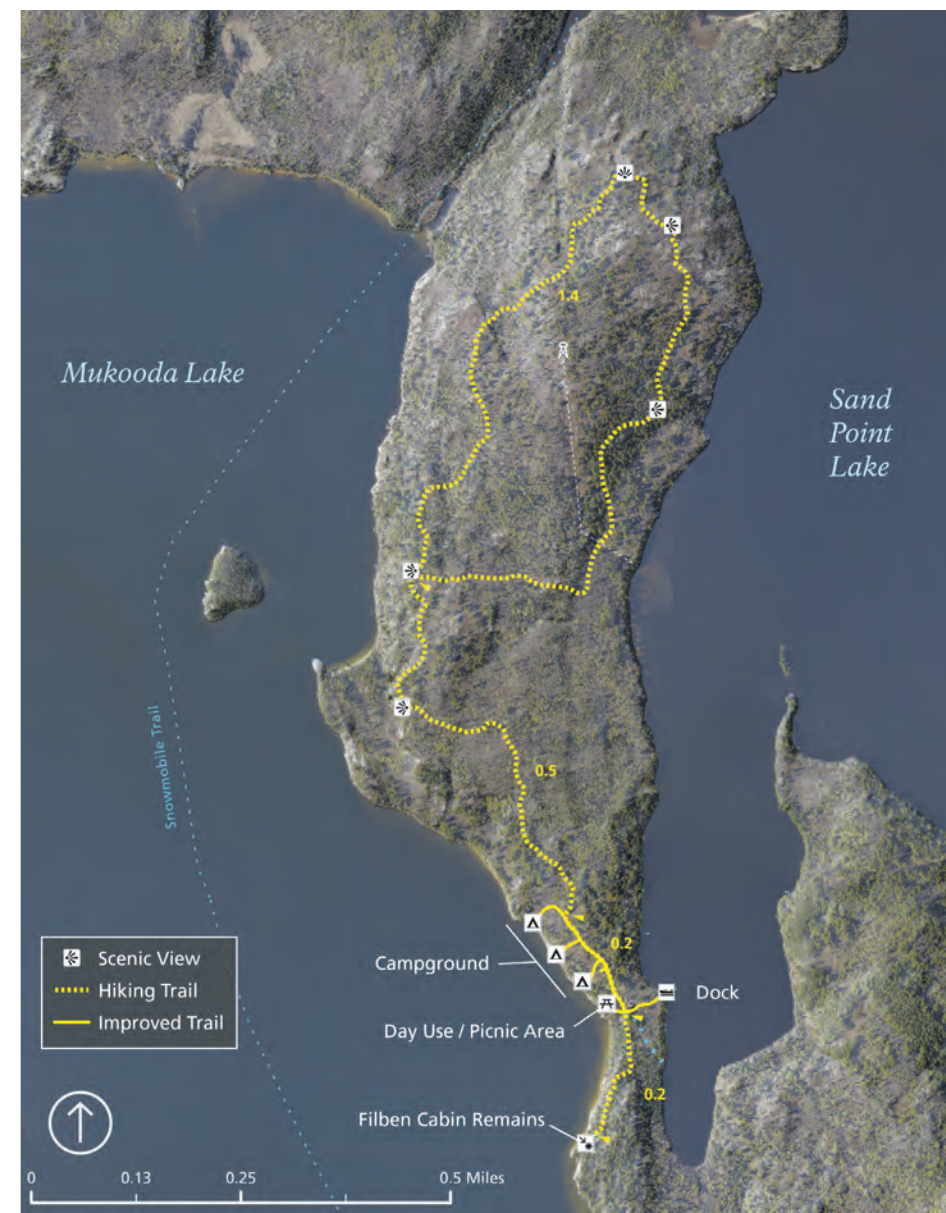 1.4
Mukooda Lake
Sand
Point
Lake
Snowmobile Trail
0.5
Scenic View
Hiking Trail
Improved Trail
0.2
Campground
Dock
Day Use / Picnic Area
0.2
Filben Cabin Remains
0
0.13
0.25
0.5 Miles